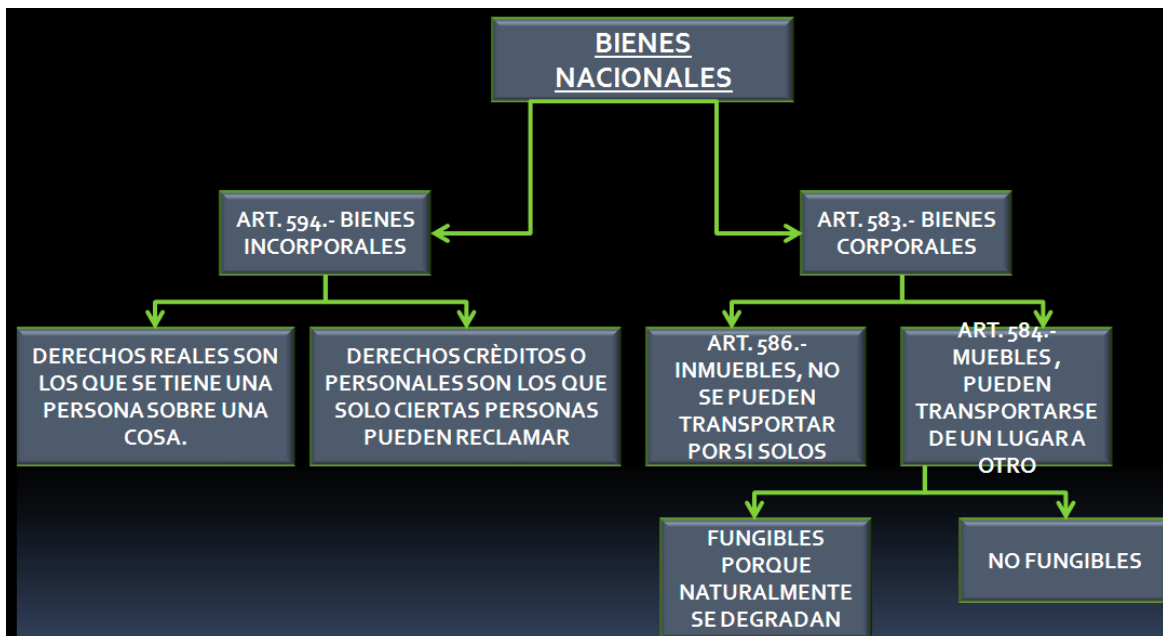 BIENES
NACIONALES
ART. 594.- BIENES
INCORPORALES
ART. 583.- BIENES
CORPORALES
DERECHOS REALES SON
LOS QUE SE TIENE UNA
PERSONA SOBRE UNA
COSA.
DERECHOS CRÈDITOS O
PERSONALES SON LOS QUE
SOLO CIERTAS PERSONAS
PUEDEN RECLAMAR
ART. 586.-
INMUEBLES, NO
SE PUEDEN
TRANSPORTAR
POR SI SOLOS
ART. 584.-
MUEBLES ,
PUEDEN
TRANSPORTARSE
DE UN LUGAR A
OTRO
FUNGIBLES
PORQUE
NATURALMENTE
SE DEGRADAN
NO FUNGIBLES